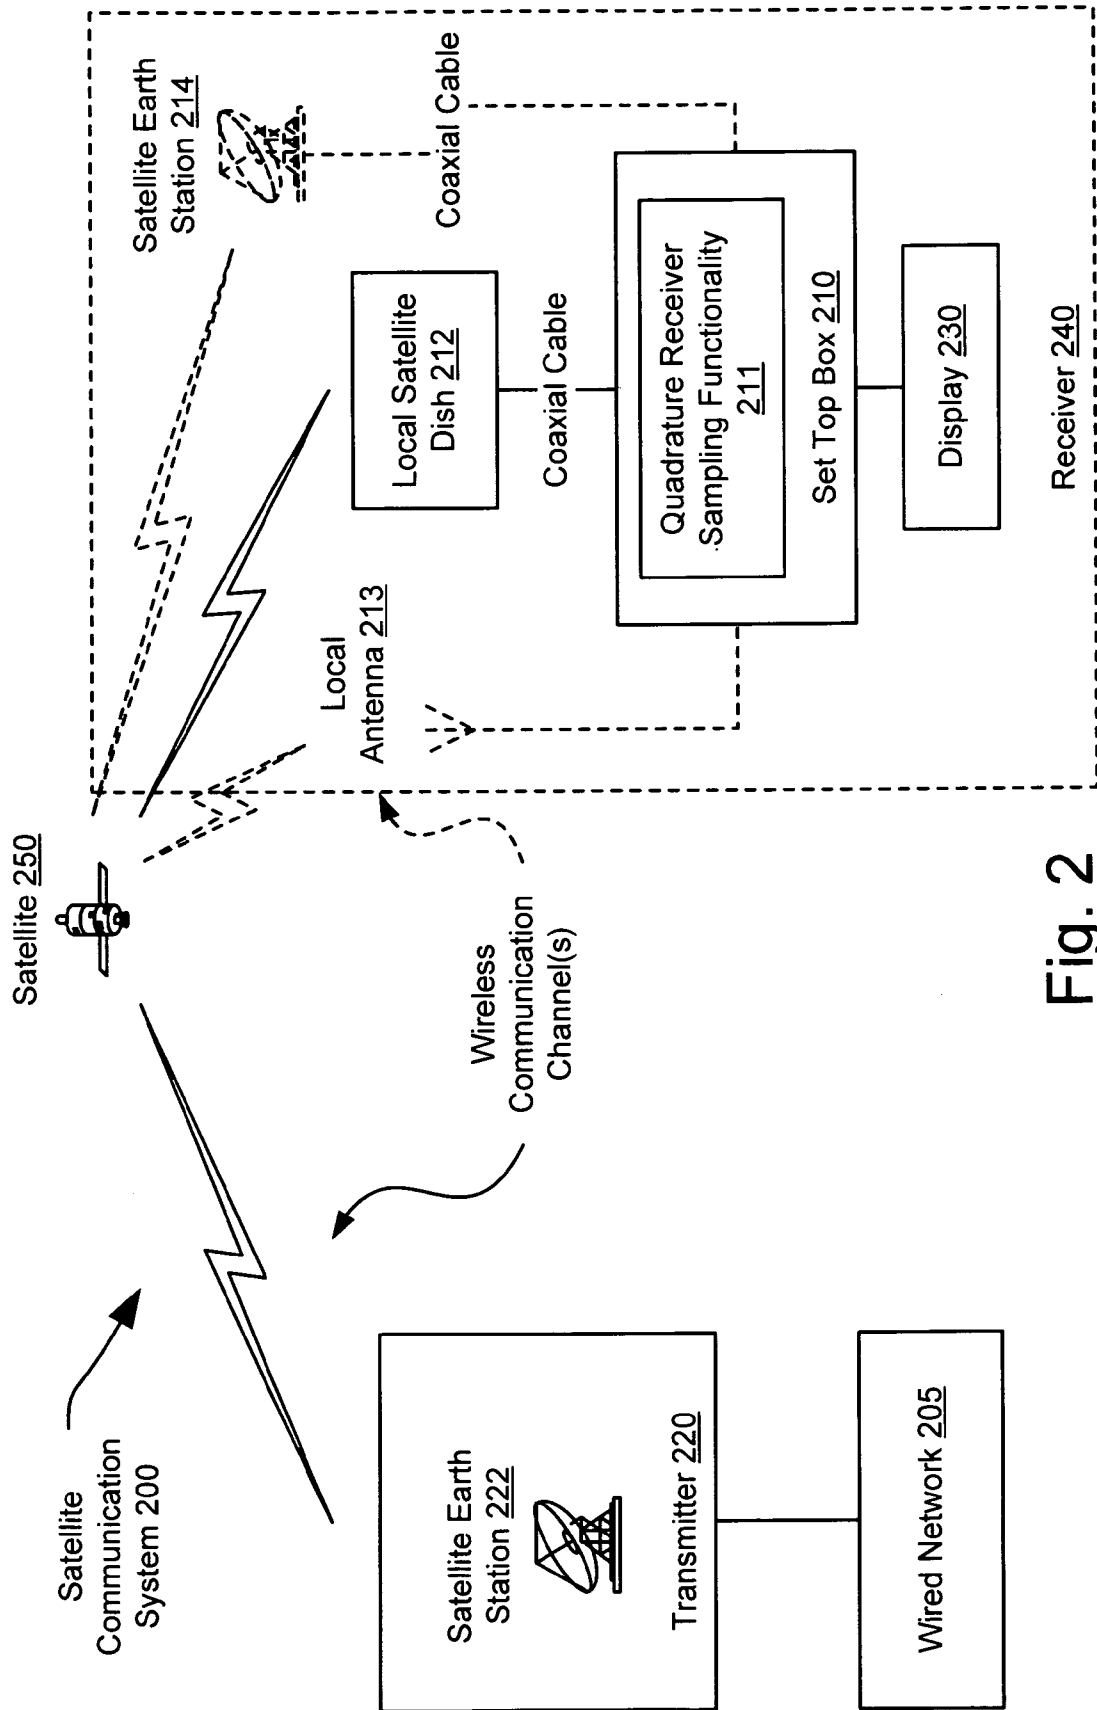 Satellite
Communication
System 200
Satellite 250
Satellite Earth
Station 214
Wireless
Communication
Channel(s)
Local
Antenna 213
Local Satellite
Dish 212
Coaxial Cable
Coaxial Cable
Satellite Earth
Station 222
Transmitter 220
Quadrature Receiver
Sampling Functionality
211
Set Top Box 210
Wired Network 205
Display 230
Receiver 240
Fig. 2